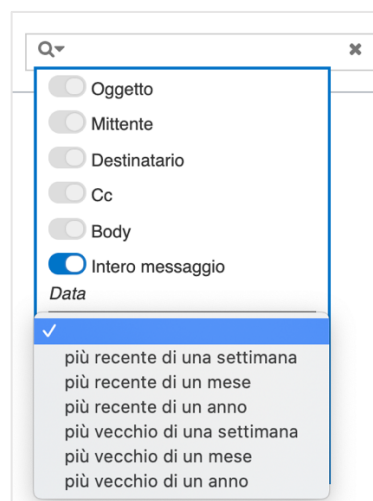 Oggetto
Mittente
Destinatario
Cc
Body
Intero messaggio
Data
più recente di una settimana
più recente di un mese
più recente di un anno
più vecchio di una settimana
più vecchio di un mese
più vecchio di un anno